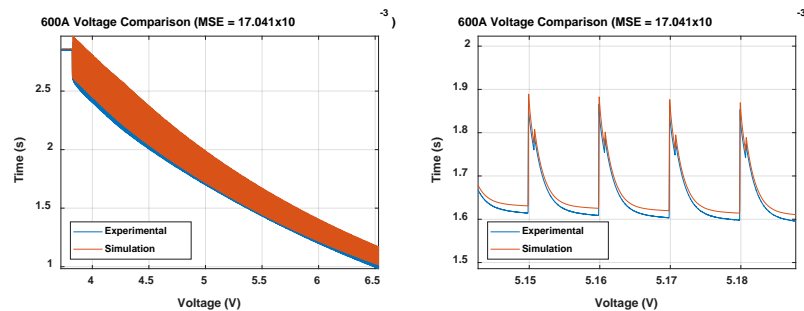 600A Voltage Comparison (MSE = 17.041x10-3)
Time (s)
2.5
2
1.5
1
Experimental
Simulation
4
4.5
5
5.5
6
6.5
Voltage (V)
600A Voltage Comparison (MSE = 17.041x10-3
Time (s)
2
1.9
1.8
1.7
1.6
1.5
Experimental
Simulation
5.15
5.16
5.17
5.18
Voltage (V)